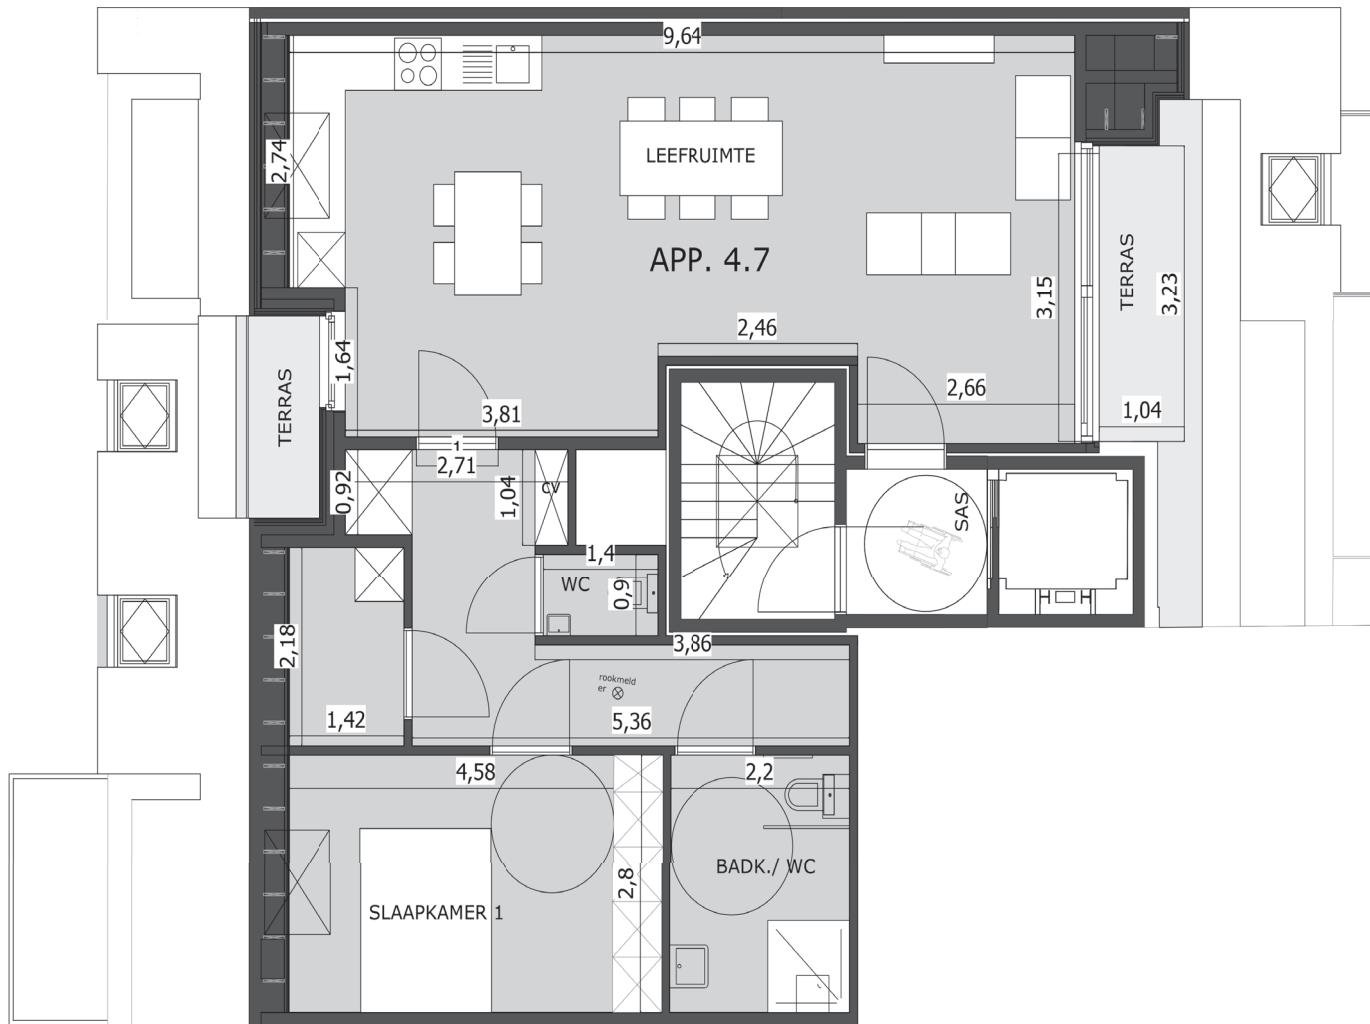 9,64
2,74
LEEFRUIMTE
APP. 4.7
TERRAS
3,23
3,15
2,46
1,64
TERRAS
2,66
1,04
3,81
1
2,71
0,92
1,04
CV
SAS
1,4
WC
0,9
2,18
3,86
rookmeld
er
1,42
5,36
4,58
2,2
2,8
BADK./ WC
SLAAPKAMER 1